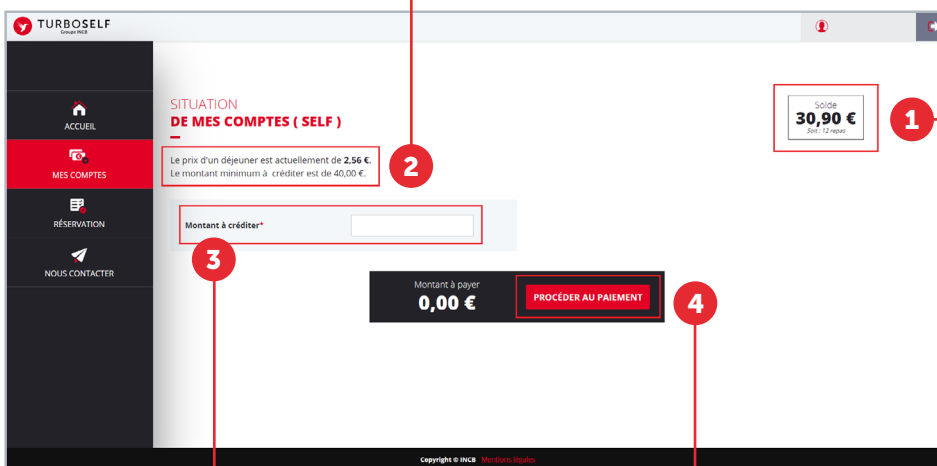 TURBOSELF
Groupe INCB
ACCUEIL
MES COMPTES
RÉSERVATION
NOUS CONTACTER
SITUATION
DE MES COMPTES ( SELF )
Solde
30,90 €
Soit : 12 repas
1
Le prix d'un déjeuner est actuellement de 2,56 €.
Le montant minimum à créditer est de 40,00 €.
2
Montant à créditer*
3
Montant à payer
0,00 €
PROCÉDER AU PAIEMENT
4
Copyright © INCB Mentions légales